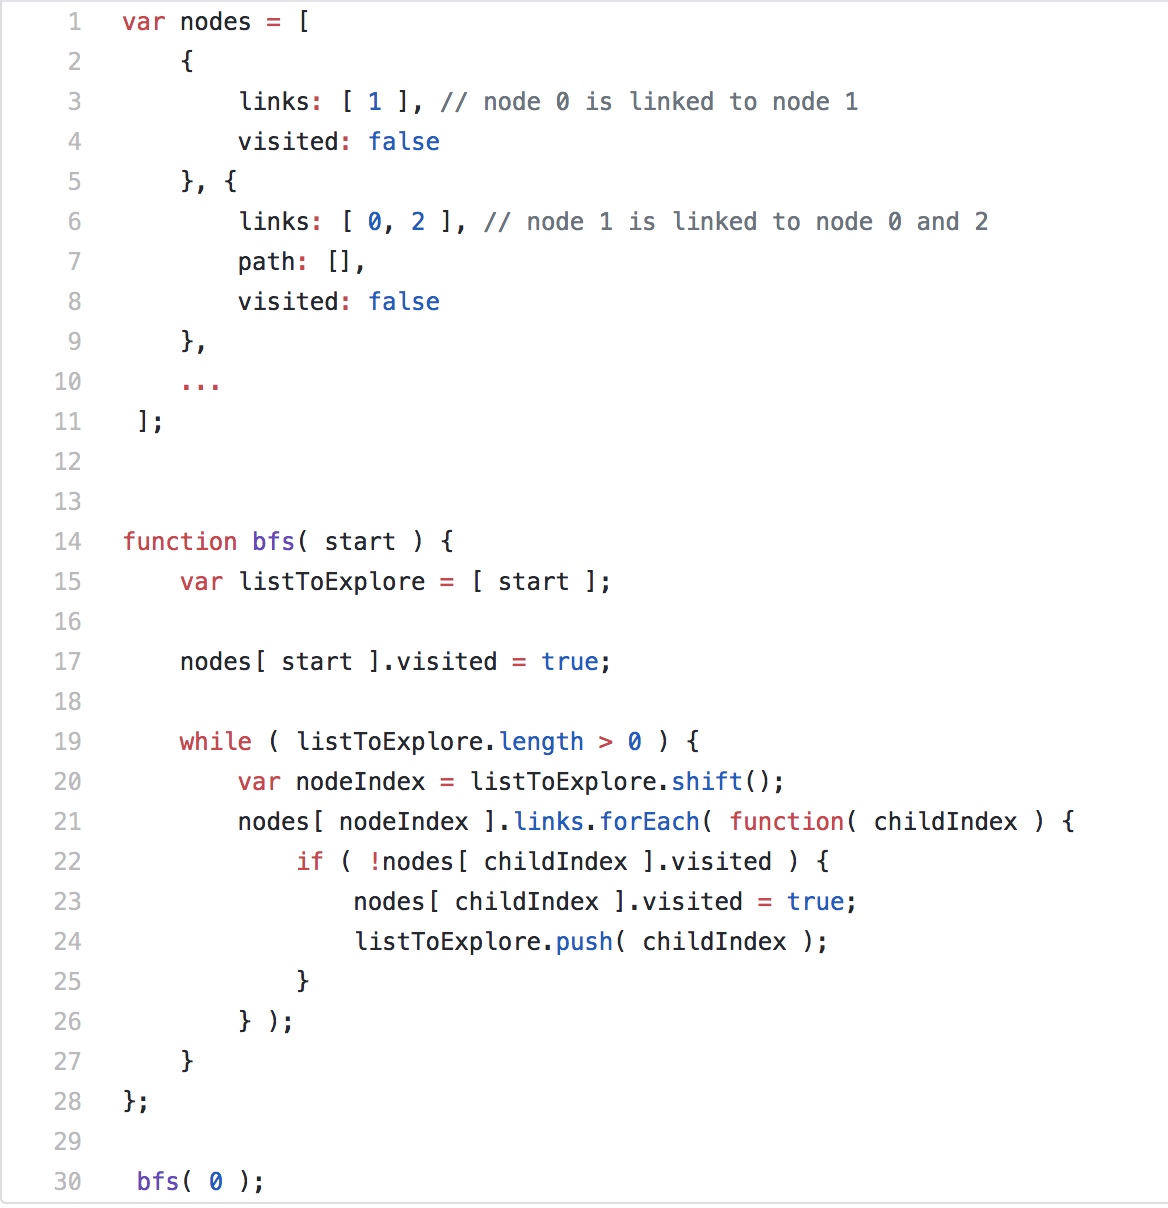 1 var nodes = [
2 {
3 links: [ 1 ], // node 0 is linked to node 1
4 visited: false
5 }, {
6 links: [ 0, 2 ], // node 1 is linked to node 0 and 2
7 path: [],
8 visited: false
9 },
10 ...
11 ];
12
13
14 function bfs( start ) {
15 var listToExplore = [ start ];
16
17 nodes[ start ].visited = true;
18
19 while ( listToExplore.length > 0 ) {
20 var nodeIndex = listToExplore.shift();
21 nodes[ nodeIndex ].links.forEach( function( childIndex ) {
22 if ( !nodes[ childIndex ].visited ) {
23 nodes[ childIndex ].visited = true;
24 listToExplore.push( childIndex );
25 }
26 } );
27 }
28 };
29
30 bfs( 0 );